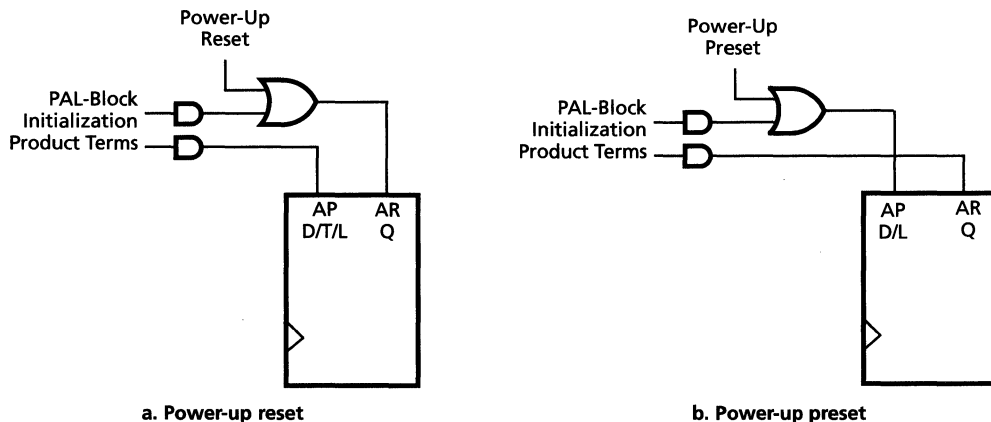 Power-Up
Reset
PAL-Block
Initialization
Product Terms
AP AR
D/T/L Q
a. Power-up reset
Power-Up
Preset
PAL-Block
Initialization
Product Terms
AP AR
D/L Q
b. Power-up preset